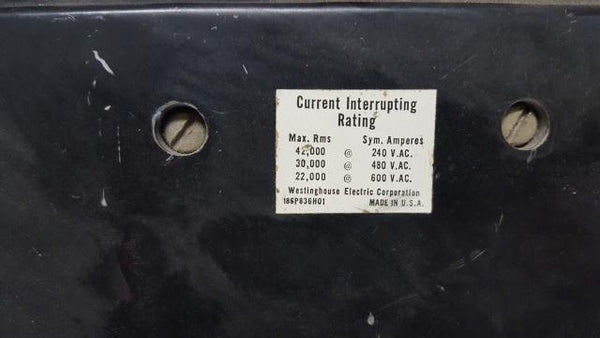 Current Interrupting
Rating
Max. Rms Sym. Amperes
42,000 @ 240 V.AC.
30,000 @ 480 V.AC.
22,000 @ 600 V.AC.
Westinghouse Electric Corporation
186P636H01 MADE IN U.S.A.